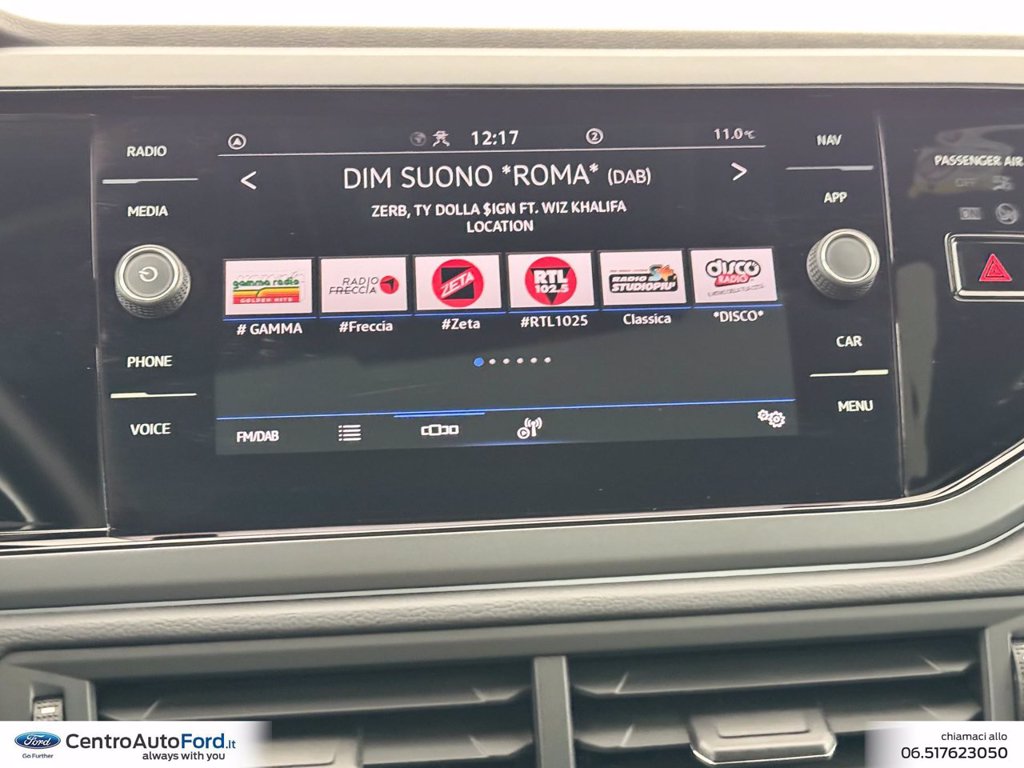 RADIO
MEDIA
PHONE
VOICE
12:17
2
11.0°C
DIM SUONO *ROMA* (DAB)
ZERB, TY DOLLA $IGN FT. WIZ KHALIFA
LOCATION
gamma radio
GOLDEN HITS
RADIO
FRECCIA
ZETA
RTL
102.5
RADIO
STUDIOPIU'
disco
RADIO
# GAMMA
#Freccia
#Zeta
#RTL1025
Classica
*DISCO*
FM/DAB
NAV
APP
CAR
MENU
PASSENGER AIR
OFF
ON
Ford
Go Further
CentroAutoFord.it
always with you
chiamaci allo
06.517623050